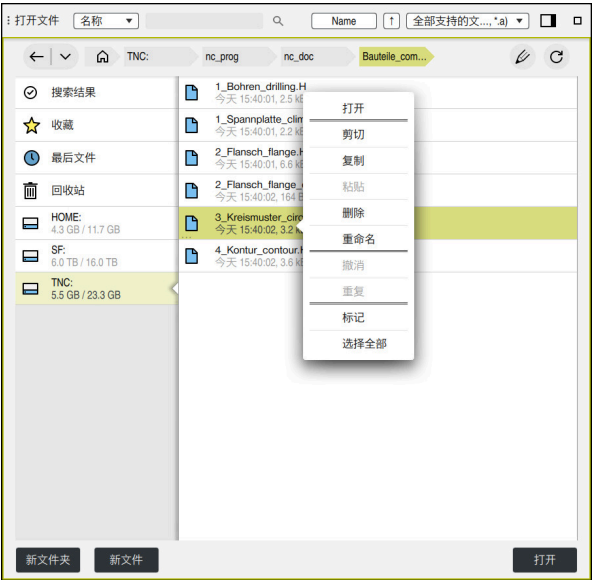 打开文件 名称 Name ↑ 全部支持的文..., *.a)
TNC: nc_prog nc_doc Bauteile_com...
搜索结果
收藏
最后文件
回收站
HOME:
4.3 GB / 11.7 GB
SF:
6.0 TB / 16.0 TB
TNC:
5.5 GB / 23.3 GB
1_Bohren_drilling.H
今天 15:40:01, 2.5
1_Spannplatte_clim
今天 15:40:01, 2.2
2_Flansch_flange.
今天 15:40:01, 6.6
2_Flansch_flange_
今天 15:40:02, 164
3_Kreismuster_circ
今天 15:40:02, 3.2
4_Kontur_contour.
今天 15:40:02, 3.6
打开
剪切
复制
粘贴
删除
重命名
撤消
重复
标记
选择全部
新文件夹 新文件 打开